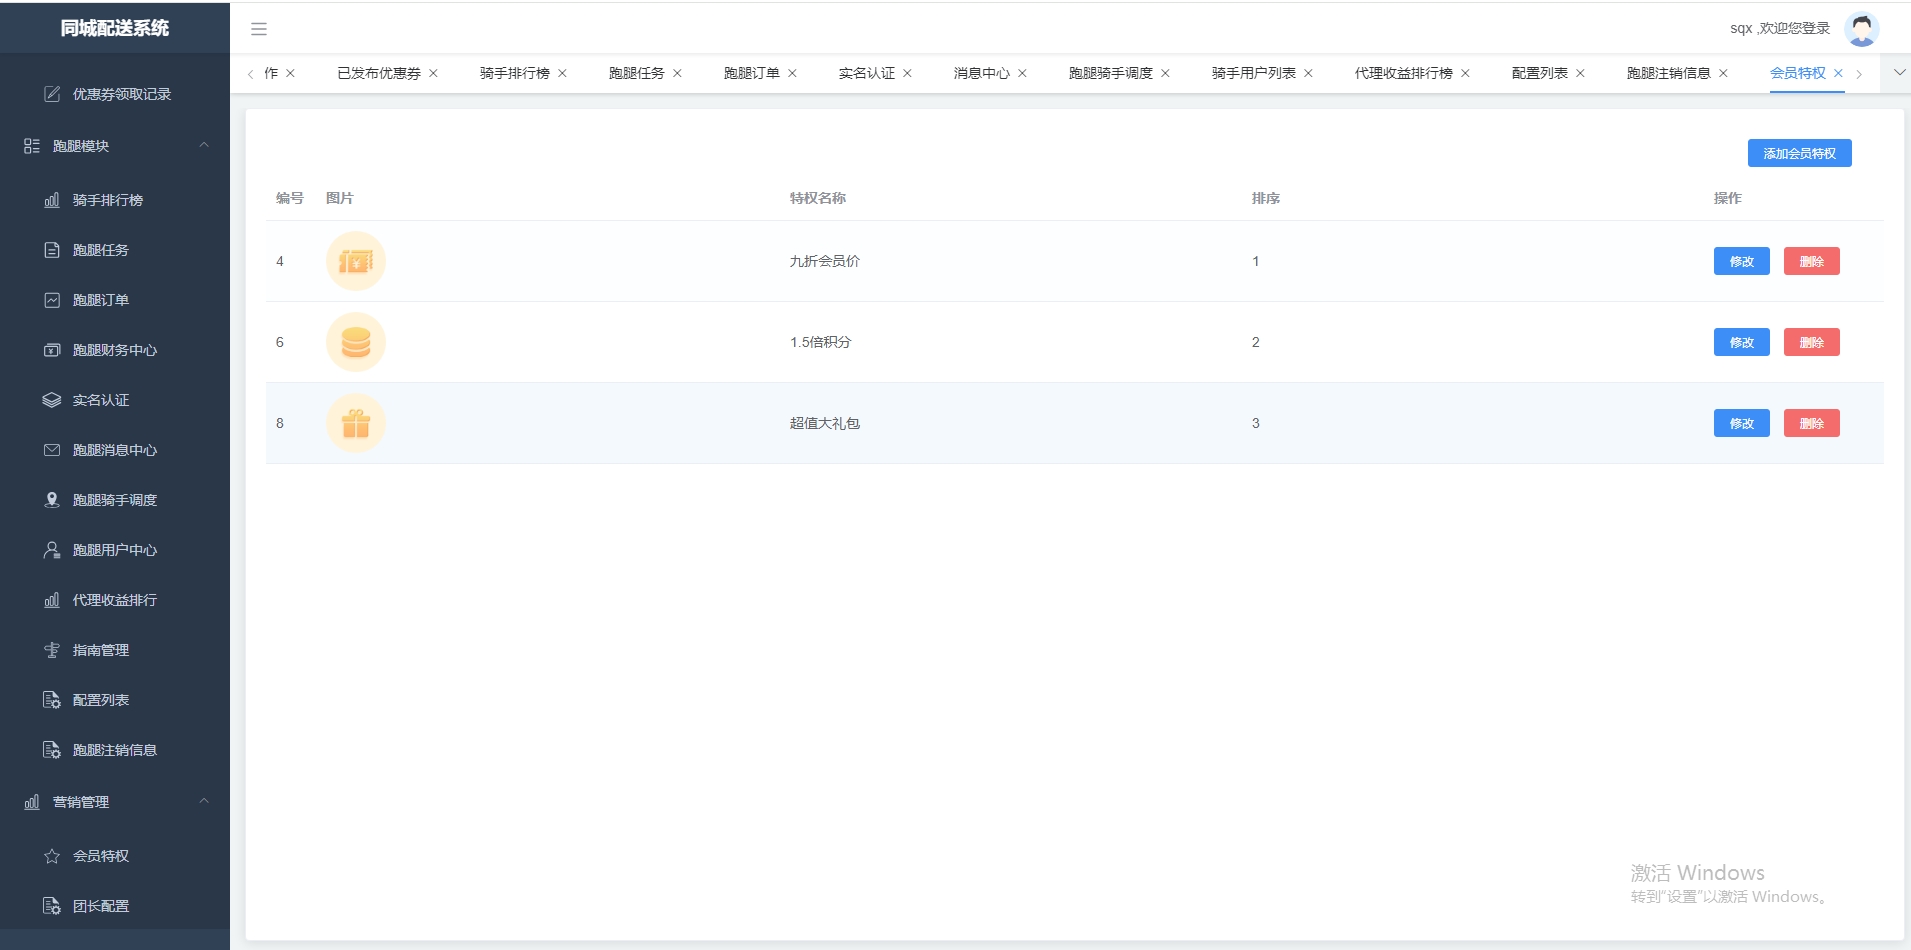 同城配送系统
sqx ,欢迎您登录
作
已发布优惠券
骑手排行榜
跑腿任务
跑腿订单
实名认证
消息中心
跑腿骑手调度
骑手用户列表
代理收益排行榜
配置列表
跑腿注销信息
会员特权
优惠券领取记录
跑腿模块
骑手排行榜
跑腿任务
跑腿订单
跑腿财务中心
实名认证
跑腿消息中心
跑腿骑手调度
跑腿用户中心
代理收益排行
指南管理
配置列表
跑腿注销信息
营销管理
会员特权
团长配置
添加会员特权
编号 图片 特权名称 排序 操作
4 九折会员价 1 修改 删除
6 1.5倍积分 2 修改 删除
8 超值大礼包 3 修改 删除
激活 Windows
转到"设置"以激活 Windows。